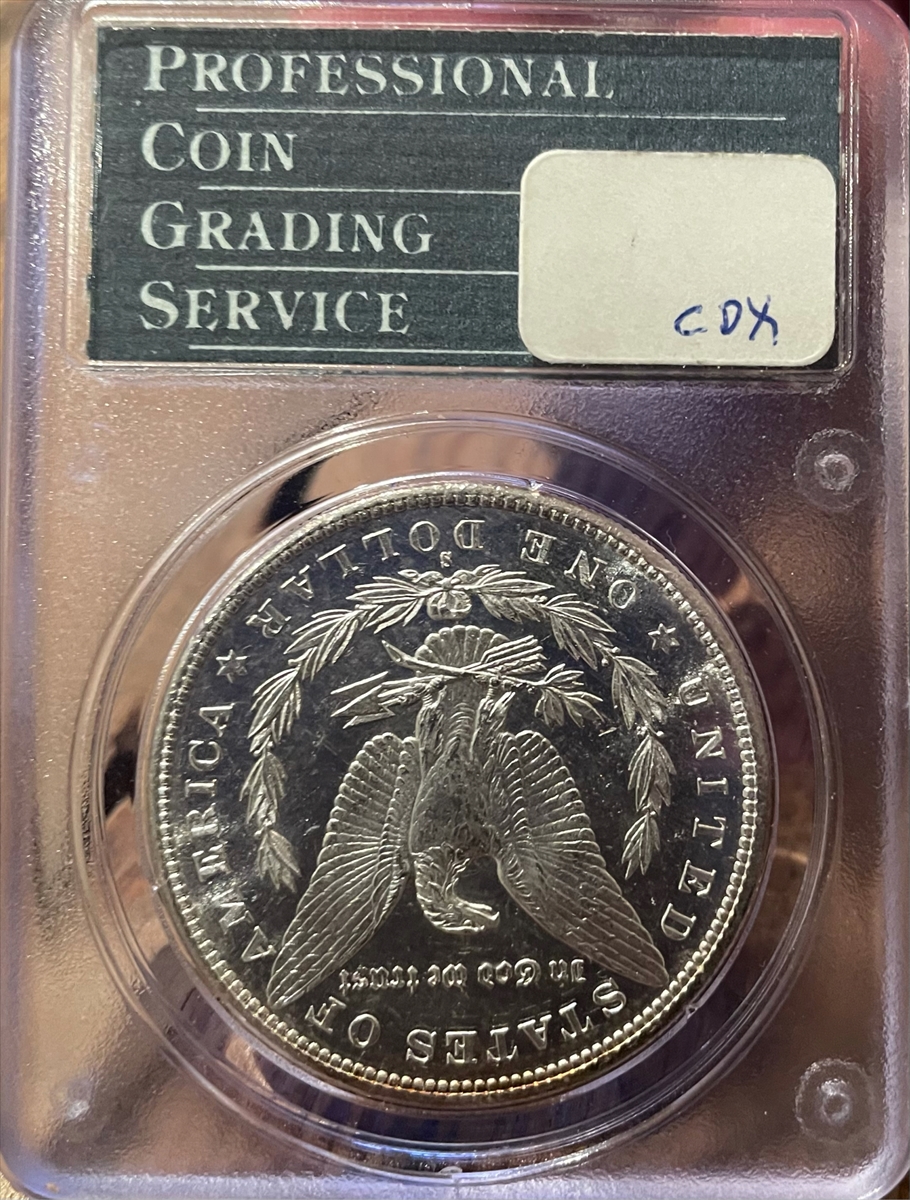 PROFESSIONAL
COIN
GRADING
SERVICE
CDX
UNITED STATES OF AMERICA
In God we trust
ONE DOLLAR
S